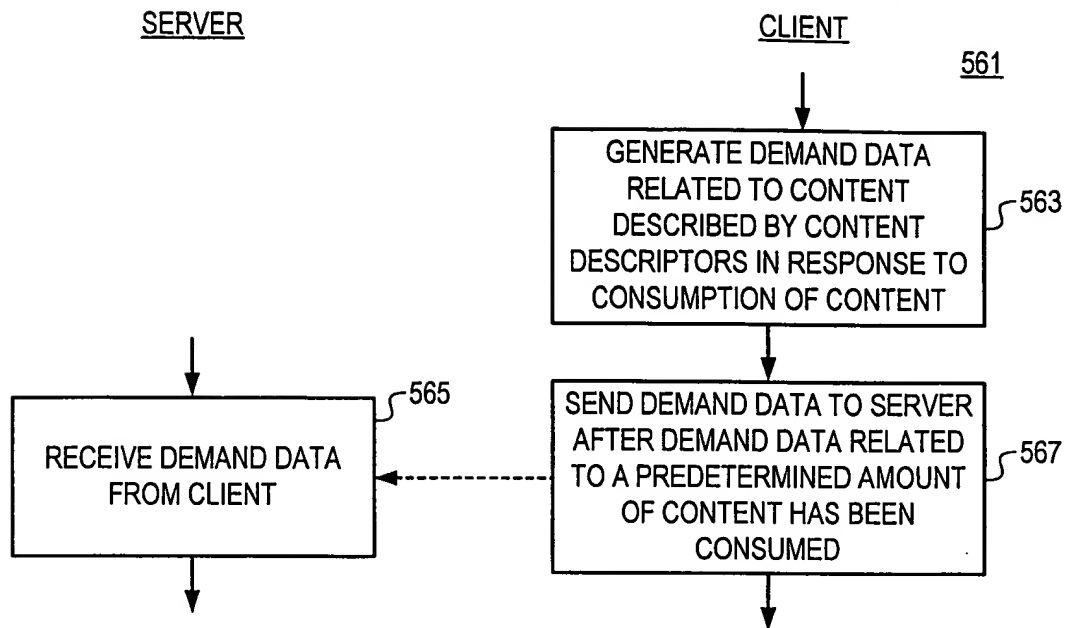 SERVER
CLIENT
561
GENERATE DEMAND DATA
RELATED TO CONTENT
DESCRIBED BY CONTENT
DESCRIPTORS IN RESPONSE TO
CONSUMPTION OF CONTENT
563
565
RECEIVE DEMAND DATA
FROM CLIENT
SEND DEMAND DATA TO SERVER
AFTER DEMAND DATA RELATED
TO A PREDETERMINED AMOUNT
OF CONTENT HAS BEEN
CONSUMED
567